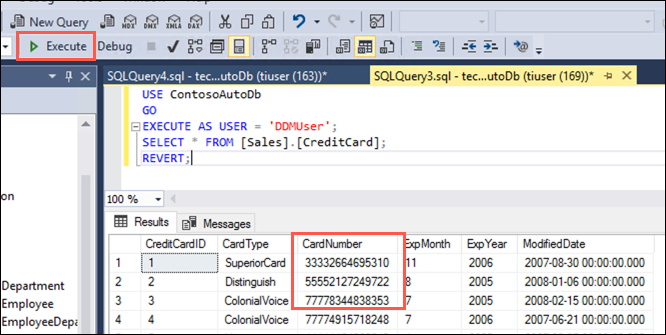 New Query MDX DMX XMLA DAX
Execute Debug
SQLQuery4.sql - tec...utoDb (tiuser (163))* SQLQuery3.sql - tec...utoDb (tiuser (169))*
USE ContosoAutoDb
GO
EXECUTE AS USER = 'DDMUser';
SELECT * FROM [Sales].[CreditCard];
REVERT;
100 %
Results Messages
CreditCardID CardType CardNumber ExpMonth ExpYear ModifiedDate
1 1 SuperiorCard 33332664695310 11 2006 2007-08-30 00:00:00.000
2 2 Distinguish 55552127249722 8 2005 2008-01-06 00:00:00.000
3 3 ColonialVoice 77778344838353 7 2005 2008-02-15 00:00:00.000
4 4 ColonialVoice 77774915718248 7 2006 2007-06-21 00:00:00.000
on
Department
Employee
EmployeeDepa